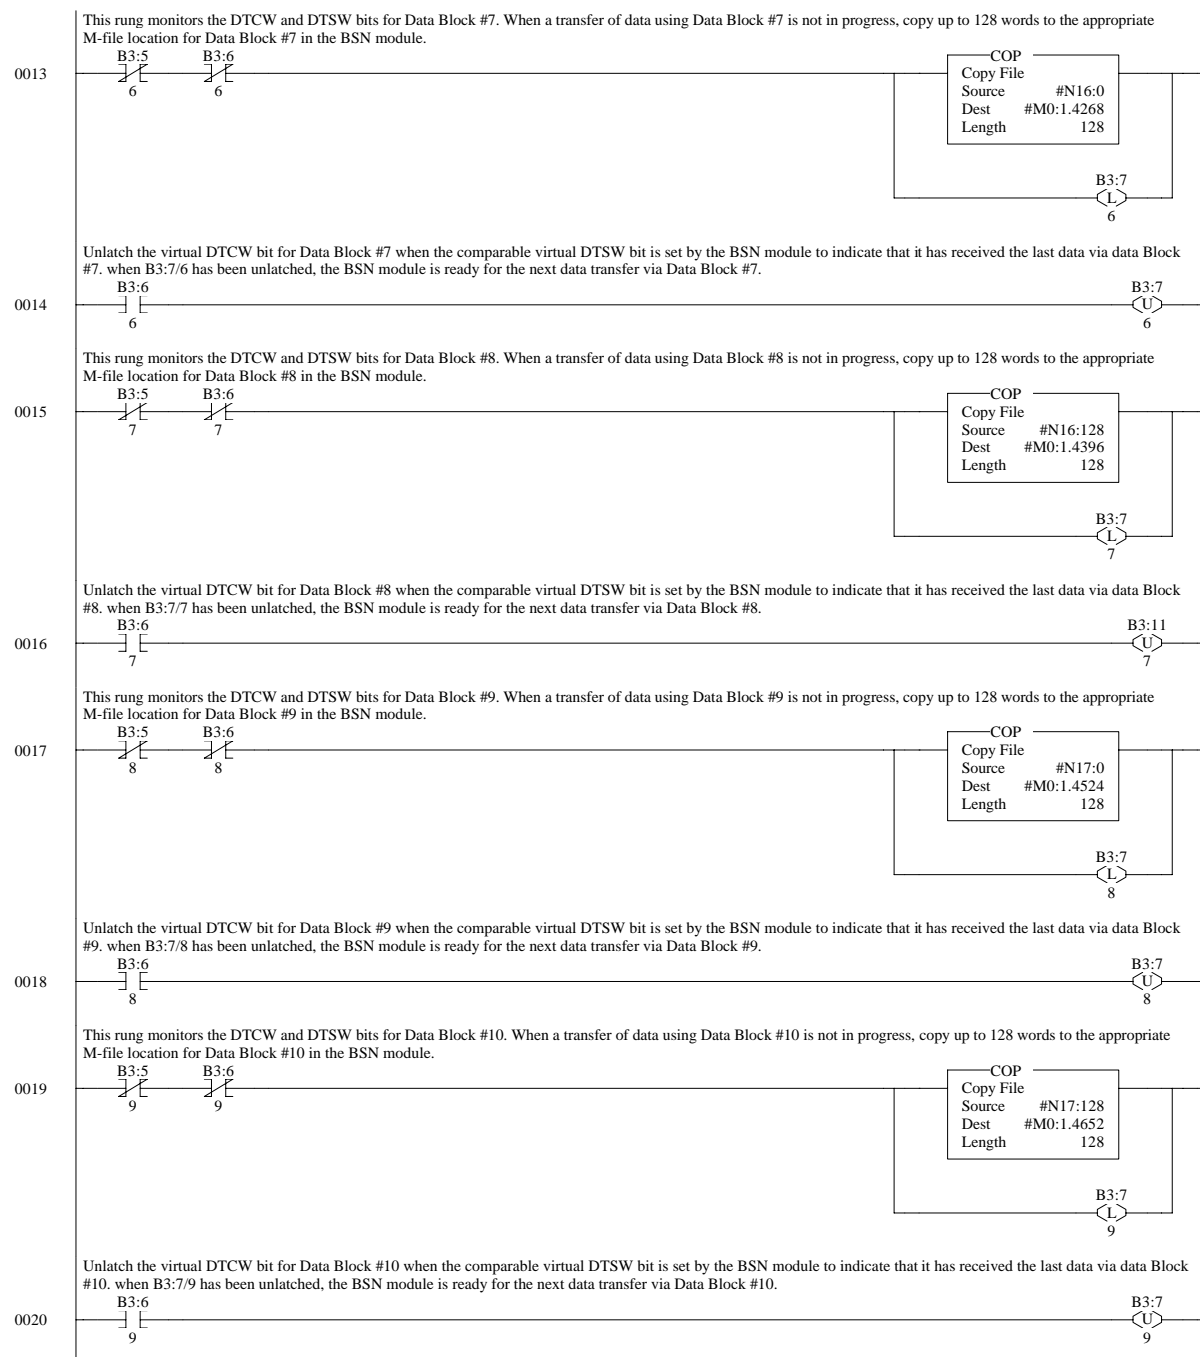 This rung monitors the DTCW and DTSW bits for Data Block #7. When a transfer of data using Data Block #7 is not in progress, copy up to 128 words to the appropriate
M-file location for Data Block #7 in the BSN module.
B3:5 B3:6 COP
0013 Copy File
6 6 Source #N16:0
Dest #M0:1.4268
Length 128
B3:7
L
6
Unlatch the virtual DTCW bit for Data Block #7 when the comparable virtual DTSW bit is set by the BSN module to indicate that it has received the last data via data Block
#7. when B3:7/6 has been unlatched, the BSN module is ready for the next data transfer via Data Block #7.
B3:6 B3:7
0014 U
6 6
This rung monitors the DTCW and DTSW bits for Data Block #8. When a transfer of data using Data Block #8 is not in progress, copy up to 128 words to the appropriate
M-file location for Data Block #8 in the BSN module.
B3:5 B3:6 COP
0015 Copy File
7 7 Source #N16:128
Dest #M0:1.4396
Length 128
B3:7
L
7
Unlatch the virtual DTCW bit for Data Block #8 when the comparable virtual DTSW bit is set by the BSN module to indicate that it has received the last data via data Block
#8. when B3:7/7 has been unlatched, the BSN module is ready for the next data transfer via Data Block #8.
B3:6 B3:11
0016 U
7 7
This rung monitors the DTCW and DTSW bits for Data Block #9. When a transfer of data using Data Block #9 is not in progress, copy up to 128 words to the appropriate
M-file location for Data Block #9 in the BSN module.
B3:5 B3:6 COP
0017 Copy File
8 8 Source #N17:0
Dest #M0:1.4524
Length 128
B3:7
L
8
Unlatch the virtual DTCW bit for Data Block #9 when the comparable virtual DTSW bit is set by the BSN module to indicate that it has received the last data via data Block
#9. when B3:7/8 has been unlatched, the BSN module is ready for the next data transfer via Data Block #9.
B3:6 B3:7
0018 U
8 8
This rung monitors the DTCW and DTSW bits for Data Block #10. When a transfer of data using Data Block #10 is not in progress, copy up to 128 words to the appropriate
M-file location for Data Block #10 in the BSN module.
B3:5 B3:6 COP
0019 Copy File
9 9 Source #N17:128
Dest #M0:1.4652
Length 128
B3:7
L
9
Unlatch the virtual DTCW bit for Data Block #10 when the comparable virtual DTSW bit is set by the BSN module to indicate that it has received the last data via data Block
#10. when B3:7/9 has been unlatched, the BSN module is ready for the next data transfer via Data Block #10.
B3:6 B3:7
0020 U
9 9